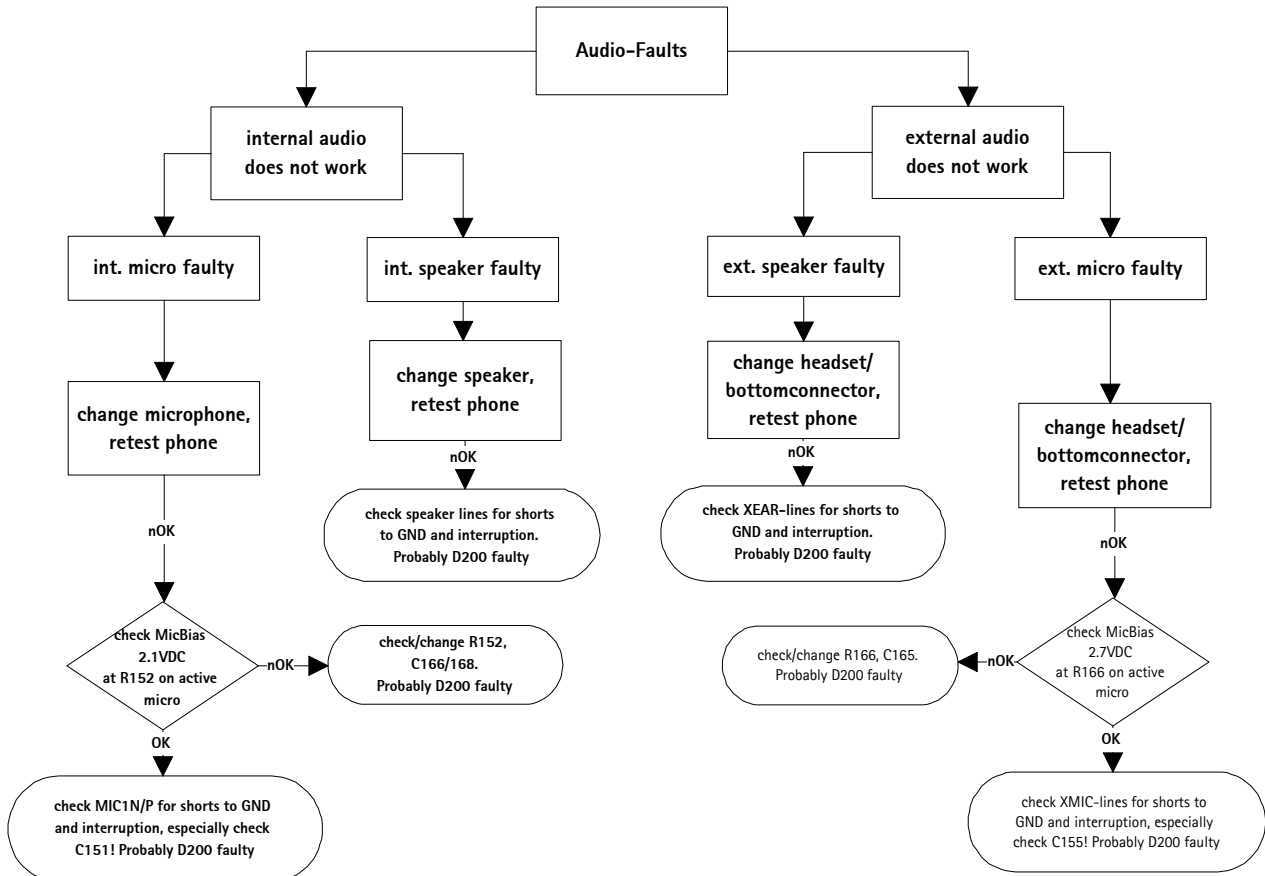 Audio-Faults
internal audio
does not work
external audio
does not work
int. micro faulty
int. speaker faulty
ext. speaker faulty
ext. micro faulty
change microphone,
retest phone
change speaker,
retest phone
change headset/
bottomconnector,
retest phone
change headset/
bottomconnector,
retest phone
nOK
nOK
nOK
nOK
check speaker lines for shorts
to GND and interruption.
Probably D200 faulty
check XEAR-lines for shorts to
GND and interruption.
Probably D200 faulty
check MicBias
2.1VDC
at R152 on active
micro
nOK
check/change R152,
C166/168.
Probably D200 faulty
check/change R166, C165.
Probably D200 faulty
nOK
check MicBias
2.7VDC
at R166 on active
micro
OK
OK
check MIC1N/P for shorts to GND
and interruption, especially check
C151! Probably D200 faulty
check XMIC-lines for shorts to
GND and interruption, especially
check C155! Probably D200 faulty